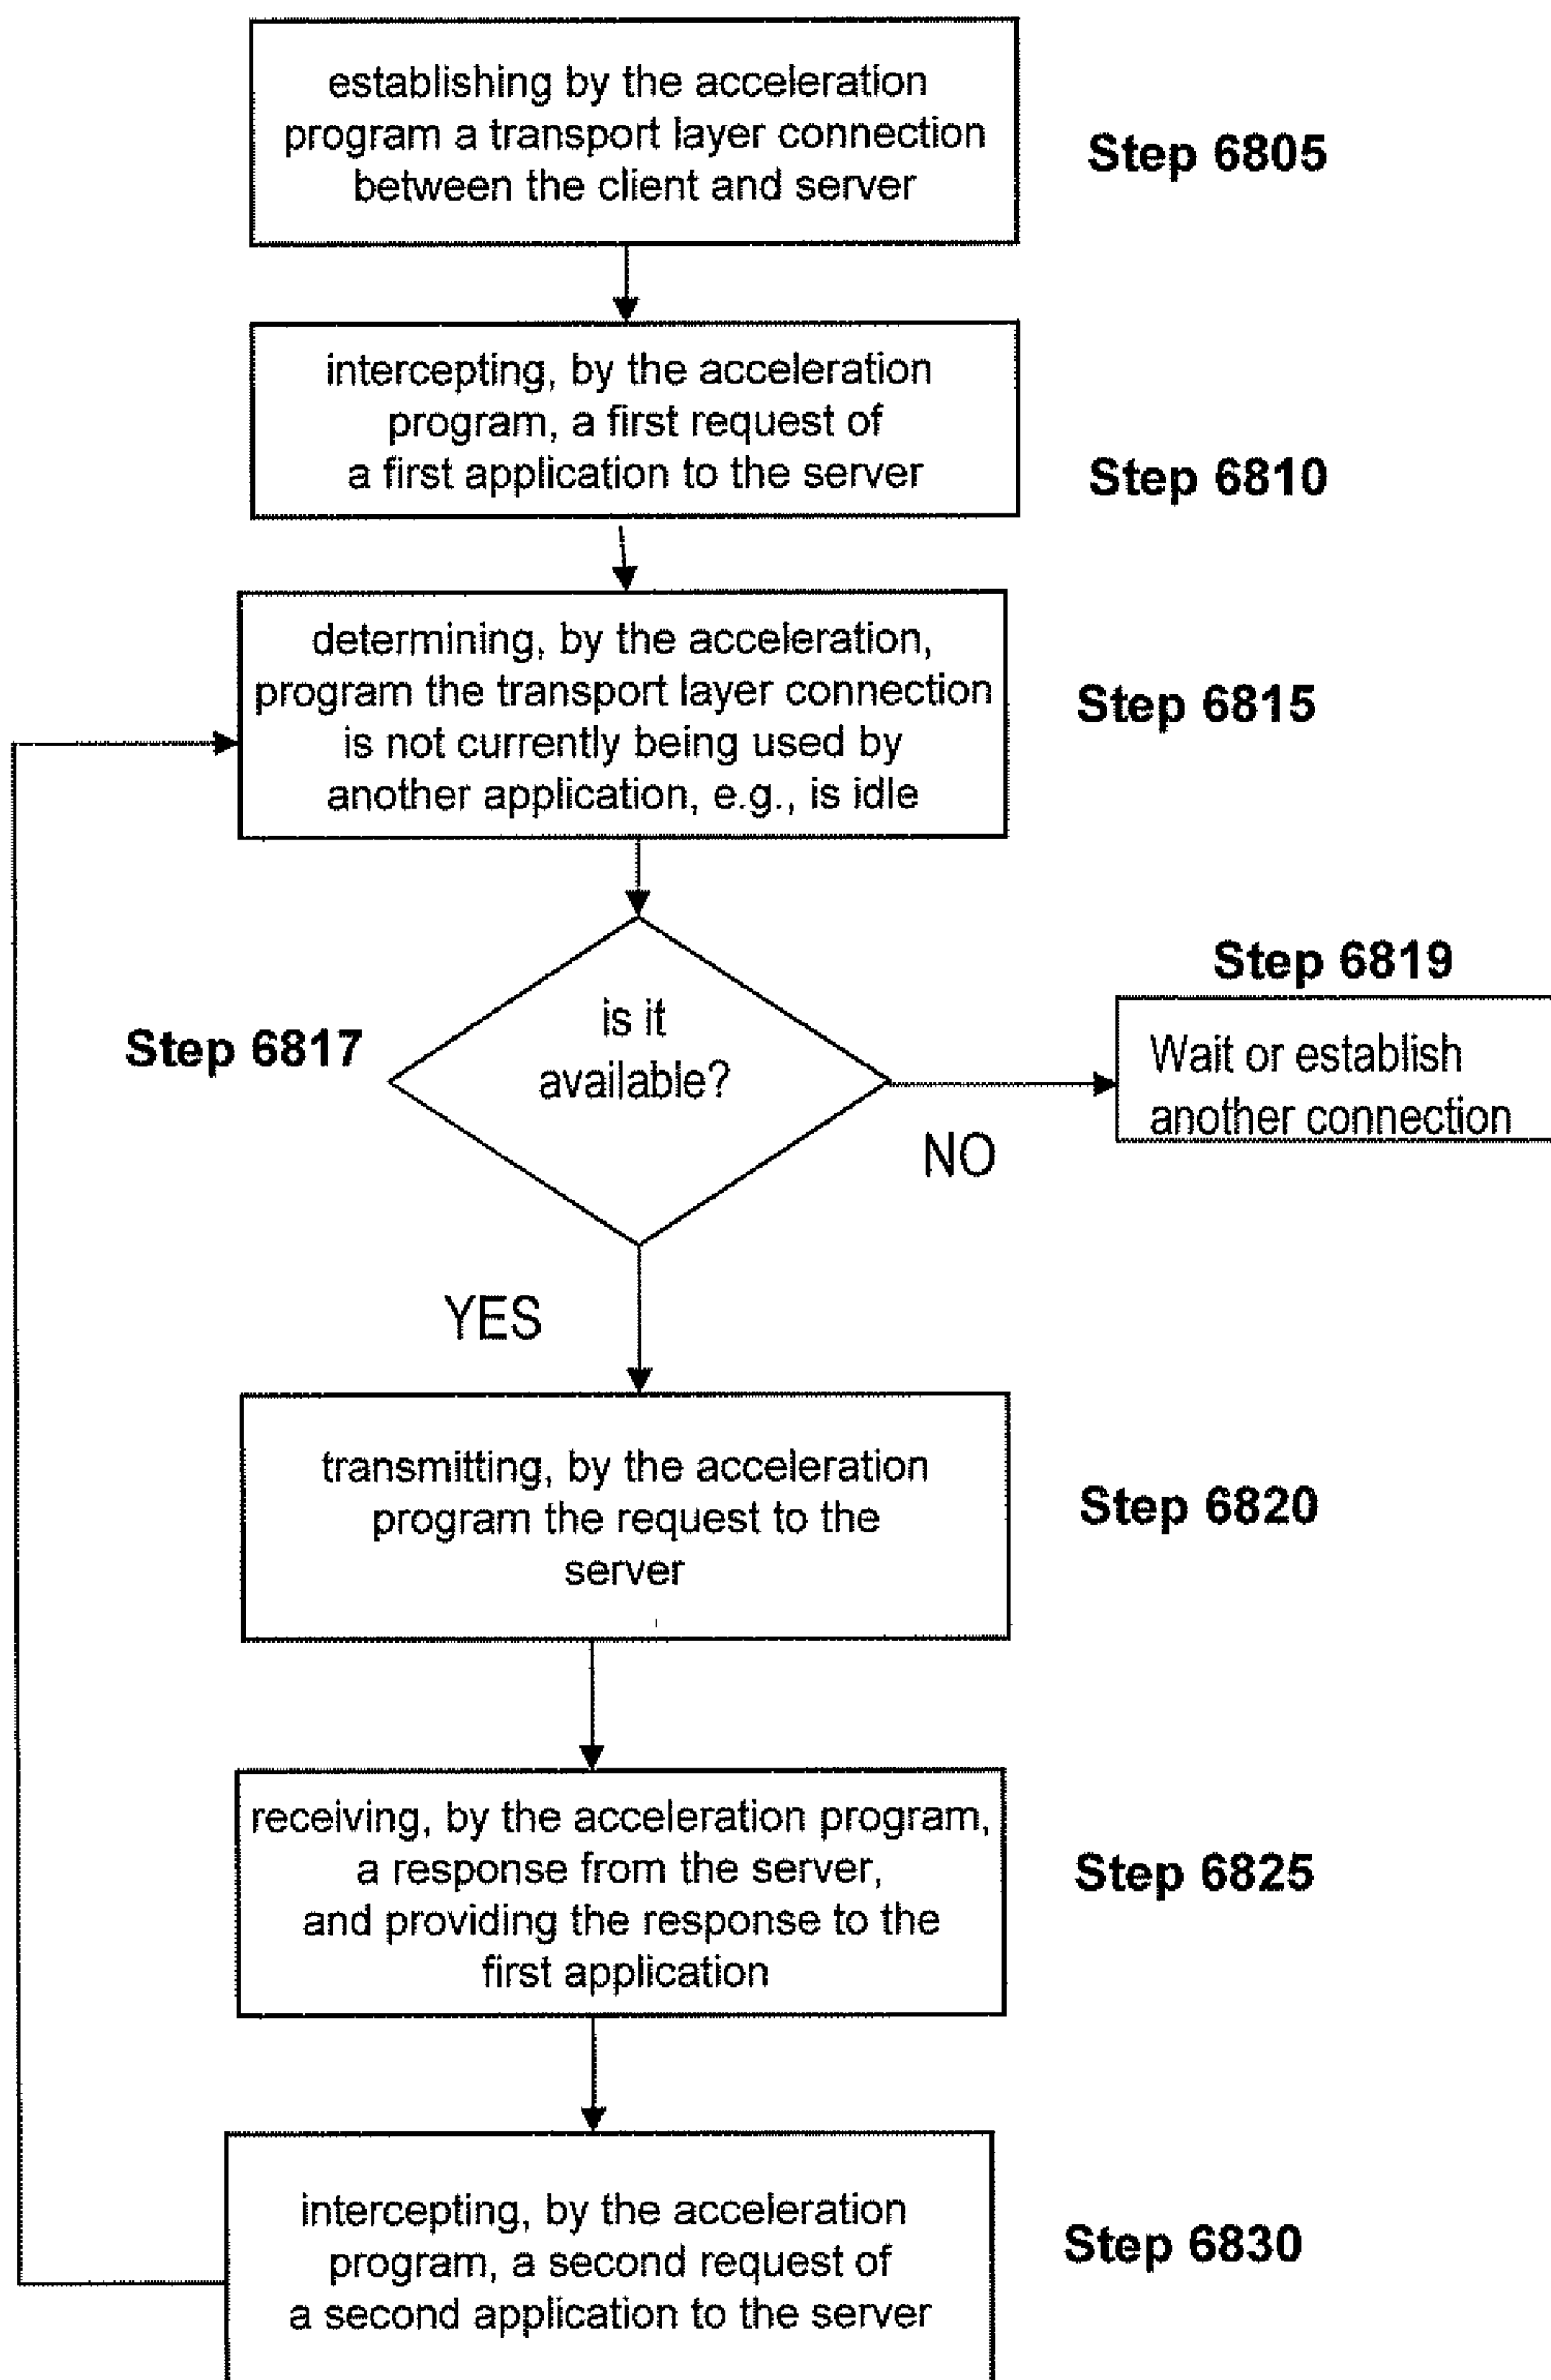 establishing by the acceleration
program a transport layer connection
between the client and server
Step 6805
intercepting, by the acceleration
program, a first request of
a first application to the server
Step 6810
determining, by the acceleration,
program the transport layer connection
is not currently being used by
another application, e.g., is idle
Step 6815
Step 6817
is it
available?
NO
Step 6819
Wait or establish
another connection
YES
transmitting, by the acceleration
program the request to the
server
Step 6820
receiving, by the acceleration program,
a response from the server,
and providing the response to the
first application
Step 6825
intercepting, by the acceleration
program, a second request of
a second application to the server
Step 6830